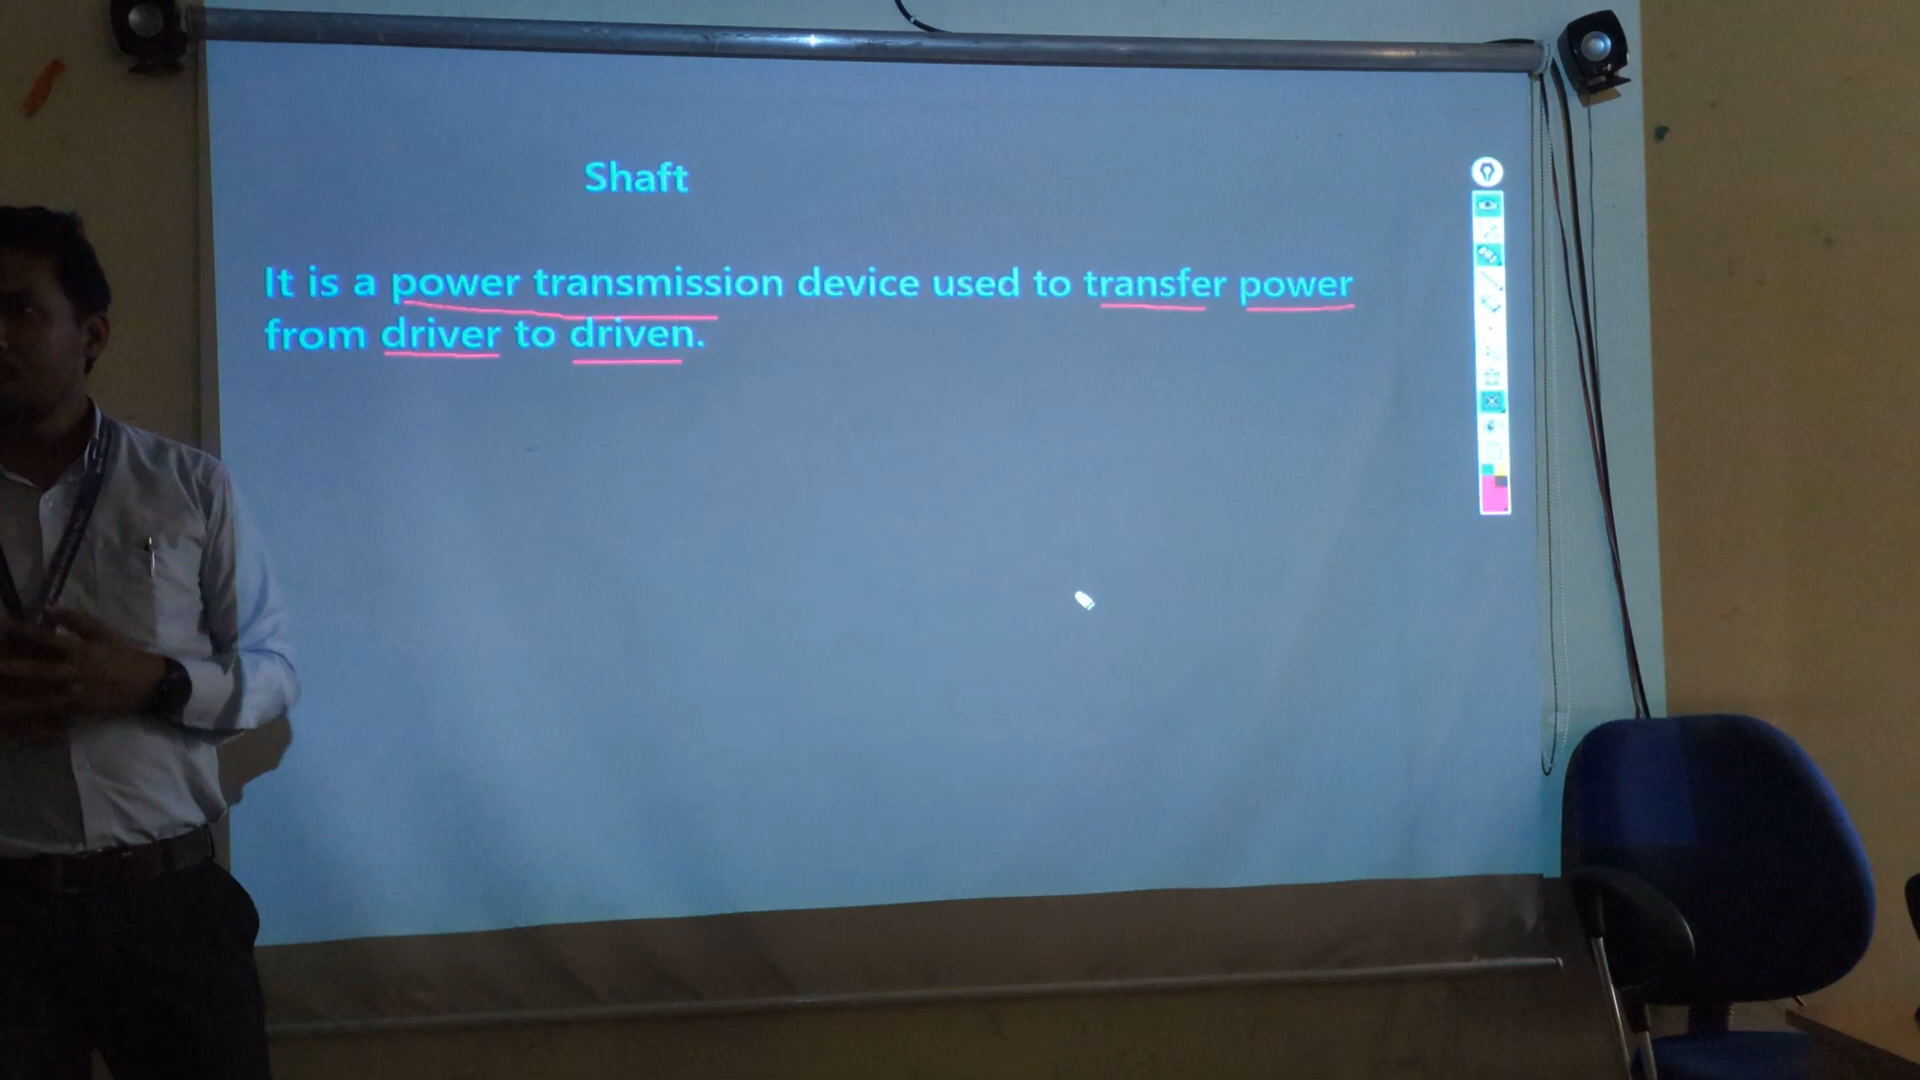 Shaft
It is a power transmission device used to transfer power
from driver to driven.